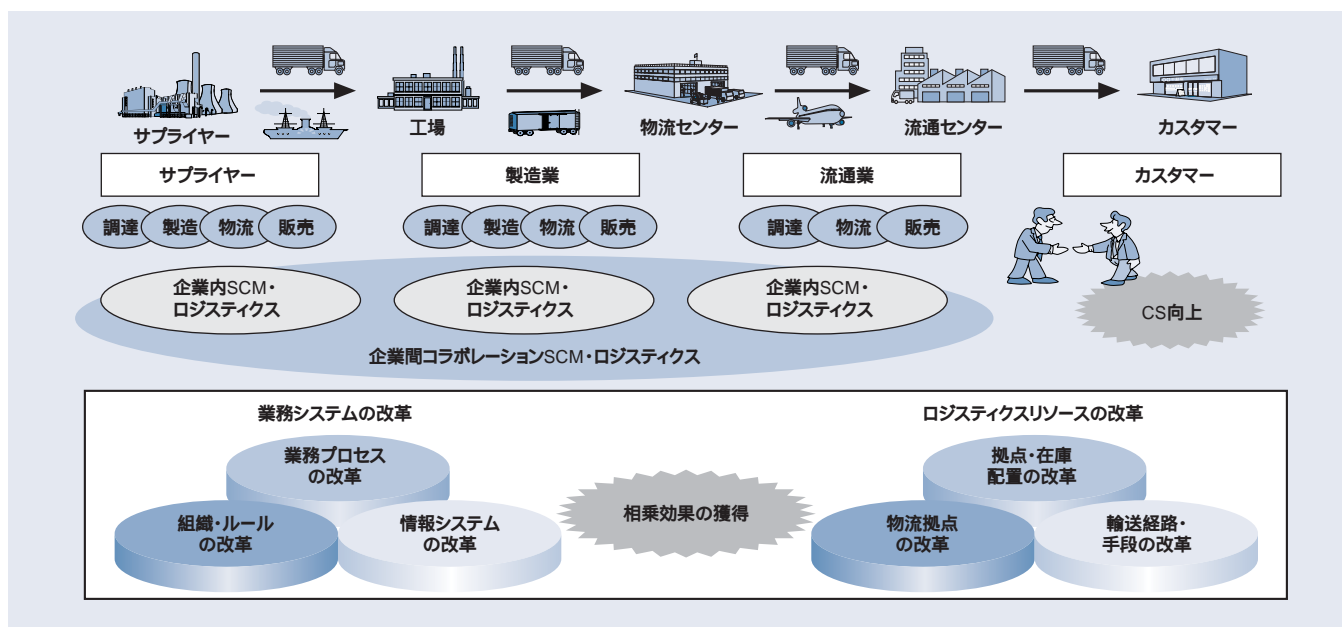 サプライヤー
工場
物流センター
流通センター
カスタマー
サプライヤー
製造業
流通業
カスタマー
調達 製造 物流 販売
調達 製造 物流 販売
調達 物流 販売
企業内SCM・
ロジスティクス
企業内SCM・
ロジスティクス
企業内SCM・
ロジスティクス
CS向上
企業間コラボレーションSCM・ロジスティクス
業務システムの改革
業務プロセス
の改革
組織・ルール
の改革
情報システム
の改革
相乗効果の獲得
ロジスティクスリソースの改革
拠点・在庫
配置の改革
物流拠点
の改革
輸送経路・
手段の改革